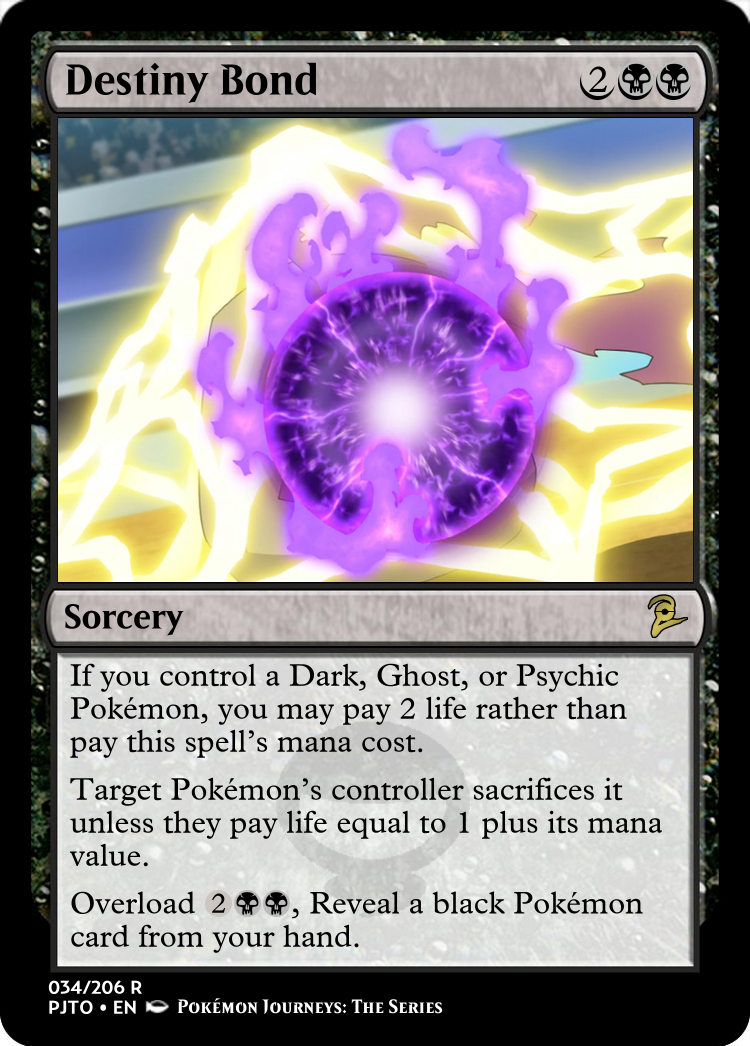 Destiny Bond 2
Sorcery
If you control a Dark, Ghost, or Psychic
Pokémon, you may pay 2 life rather than
pay this spell's mana cost.
Target Pokémon's controller sacrifices it
unless they pay life equal to 1 plus its mana
value.
Overload 2, Reveal a black Pokémon
card from your hand.
034/206 R
PJTO • EN Pokémon Journeys: The Series